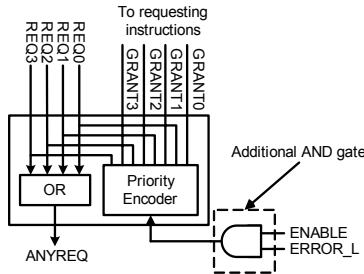 To requesting
instructions
REQ3
REQ2
REQ1
REQ0
GRANT3
GRANT2
GRANT1
GRANT0
Additional AND gate
OR
Priority
Encoder
ENABLE
ERROR_L
ANYREQ